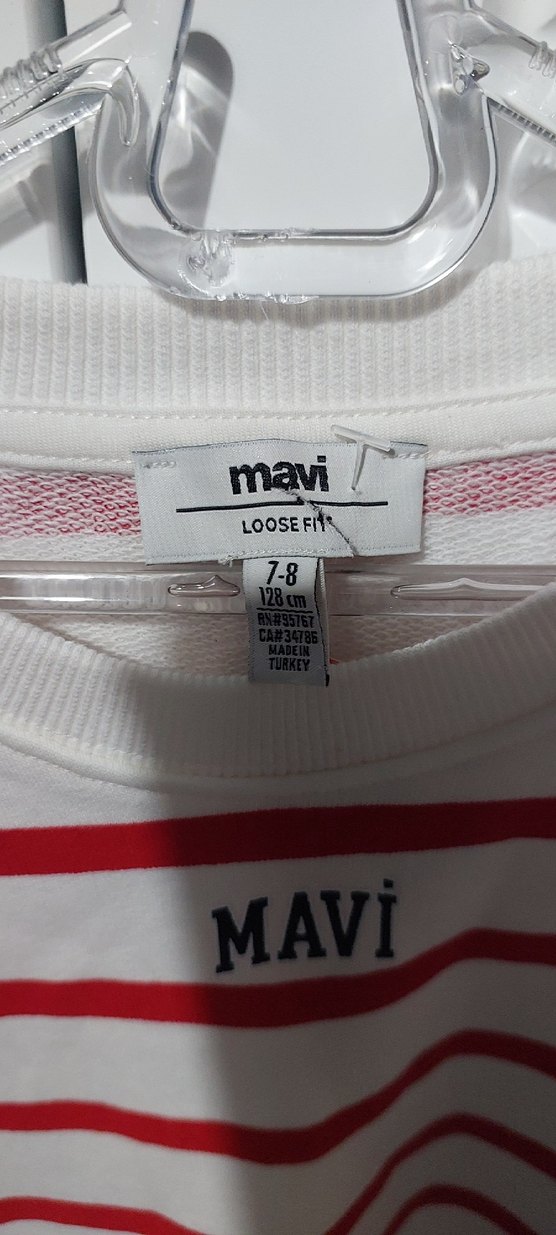 mavi
LOOSE FIT
7-8
128 cm
RN#95767
CA#34786
MADE IN
TURKEY
MAVİ